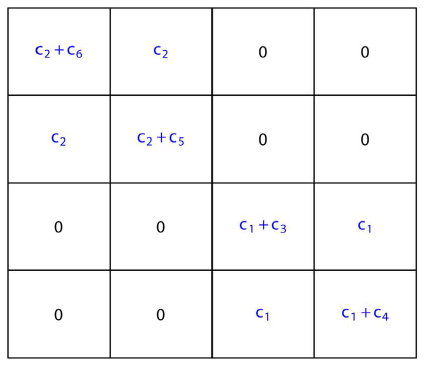 c₂+c₆ c₂ 0 0
c₂ c₂+c₅ 0 0
0 0 c₁+c₃ c₁
0 0 c₁ c₁+c₄